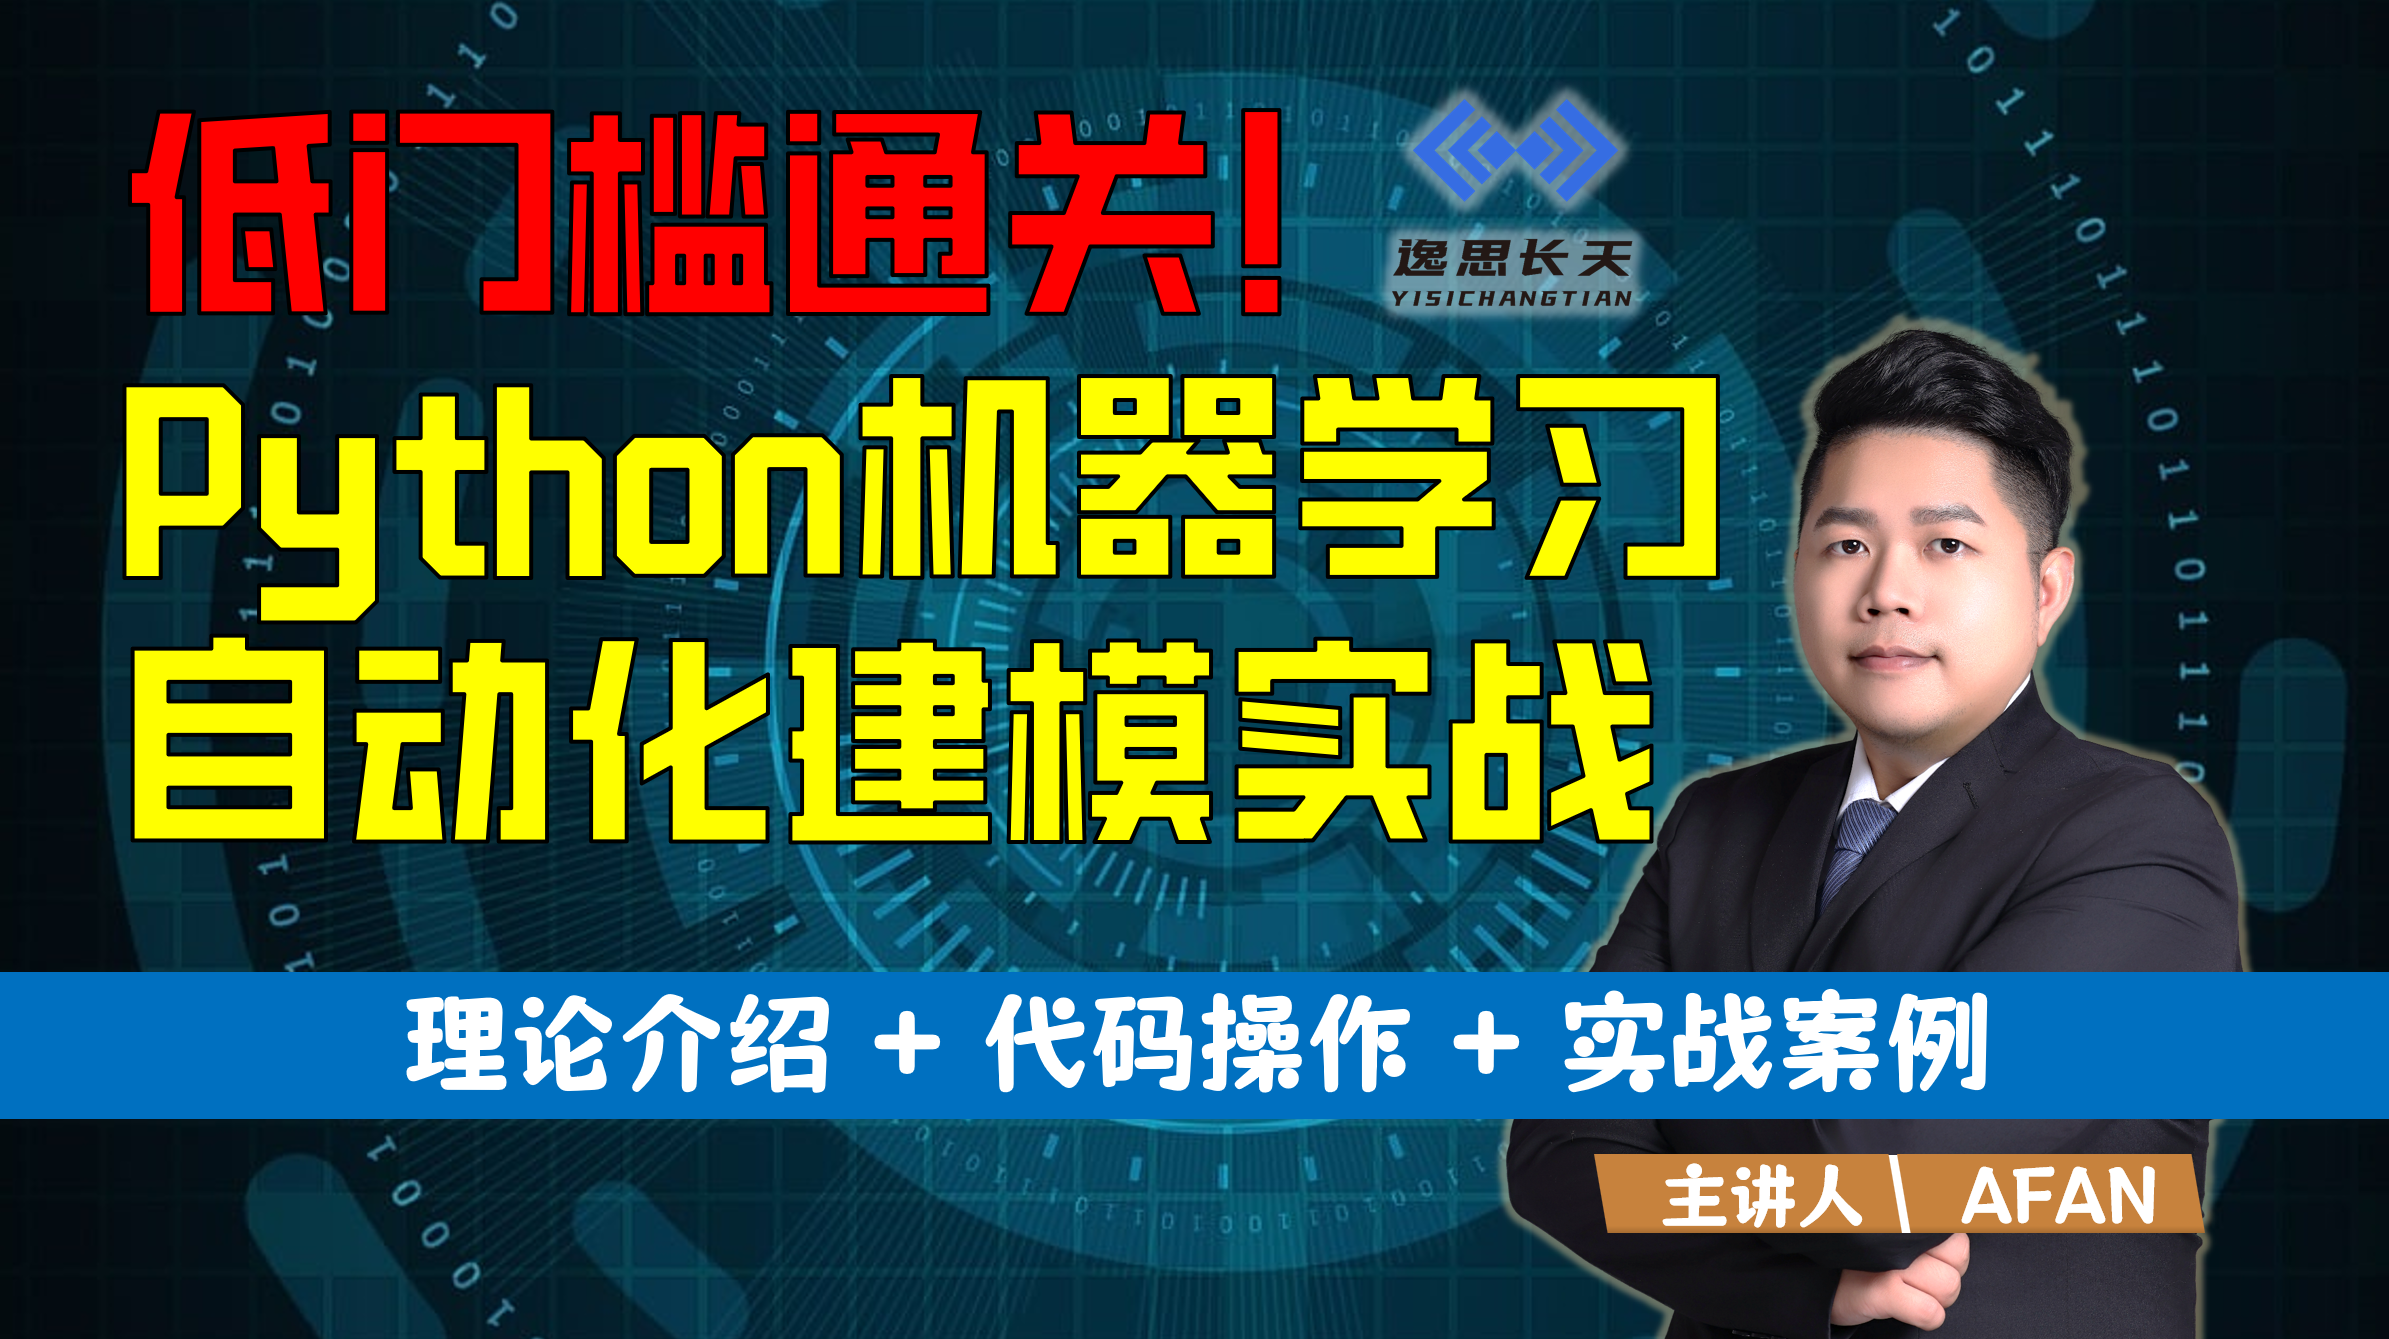 低门槛通关！
逸思长天
YISICHANGTIAN
Python机器学习
自动化建模实战
理论介绍 + 代码操作 + 实战案例
主讲人 \ AFAN